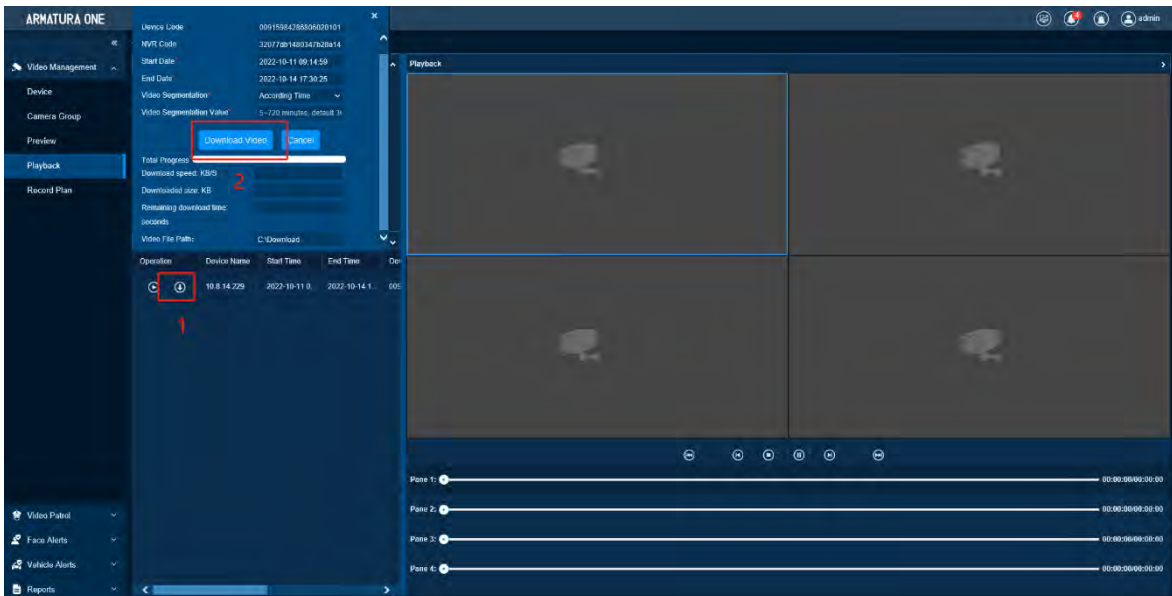 ARMATURA ONE
admin
Video Management
Device
Camera Group
Preview
Playback
Record Plan
Video Patrol
Face Alerts
Vehicle Alerts
Reports
Device Code
NVR Code
Start Date* 2022-10-11 09:14:59
End Date* 2022-10-14 17:30:25
Video Segmentation* According Time
Video Segmentation Value* 5-720 minutes, default
Download Video Cancel
2
Total Progress
Download speed: KB/S
Downloaded size: KB
Remaining download time:
seconds
Video File Path: C:\Download
Operation Device Name Start Time End Time
10.8.14.229 2022-10-11 0... 2022-10-14 1...
1
Playback
Pane 1: 00:00:00/00:00:00
Pane 2: 00:00:00/00:00:00
Pane 3: 00:00:00/00:00:00
Pane 4: 00:00:00/00:00:00